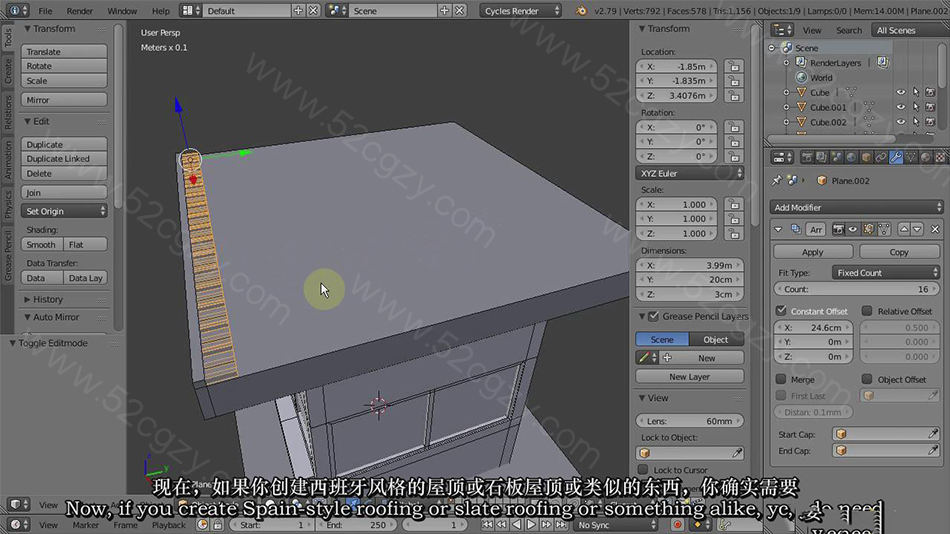 File Render Window Help Default Scene Cycles Render v2.79 | Verts:792 | Faces:578 | Tris:1,156 | Objects:1/9 | Lamps:0/0 | Mem:14.00M | Plane.002
User Persp
Meters x 0.1
Tools
Create
Relations
Animation
Physics
Grease Pencil
Transform
Translate
Rotate
Scale
Mirror
Edit
Duplicate
Duplicate Linked
Delete
Join
Set Origin
Shading:
Smooth Flat
Data Transfer:
Data Data Lay
History
Auto Mirror
Toggle Editmode
Transform
Location:
X: -1.85m
Y: -1.835m
Z: 3.4076m
Rotation:
X: 0°
Y: 0°
Z: 0°
XYZ Euler
Scale:
X: 1.000
Y: 1.000
Z: 1.000
Dimensions:
X: 3.99m
Y: 20cm
Z: 3cm
Grease Pencil Layers
Scene Object
New
New Layer
View
Lens: 60mm
Lock to Object:
Lock to Cursor
View Search All Scenes
Scene
RenderLayers
World
Cube
Cube.001
Cube.002
Plane.002
Add Modifier
Arr
Apply Copy
Fit Type: Fixed Count
Count: 16
Constant Offset Relative Offset
X: 24.6cm 0.500
Y: 0m 0.000
Z: 0m 0.000
Merge Object Offset
First Last
Distan: 0.1mm
Start Cap:
End Cap:
现在，如果你创建西班牙风格的屋顶或石板屋顶或类似的东西，你确实需要
Now, if you create Spain-style roofing or slate roofing or something alike,
View Marker Frame Playback Start: 1 End: 250 No Sync
www.52cgzy.com